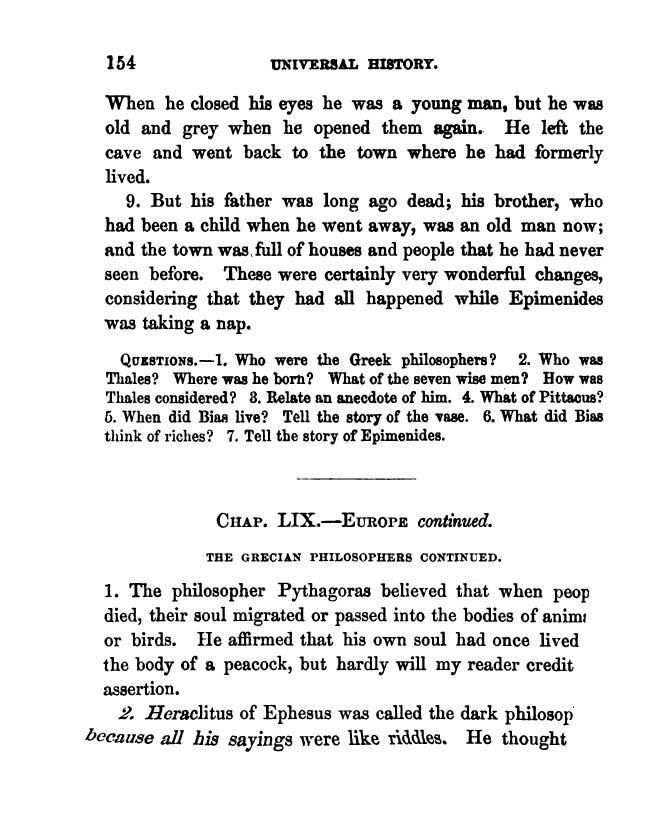 154 UNIVERSAL HISTORY.
When he closed his eyes he was a young man, but he was
old and grey when he opened them again. He left the
cave and went back to the town where he had formerly
lived.
9. But his father was long ago dead; his brother, who
had been a child when he went away, was an old man now;
and the town was full of houses and people that he had never
seen before. These were certainly very wonderful changes,
considering that they had all happened while Epimenides
was taking a nap.
QUESTIONS.—1. Who were the Greek philosophers? 2. Who was
Thales? Where was he born? What of the seven wise men? How was
Thales considered? 3. Relate an anecdote of him. 4. What of Pittacus?
5. When did Bias live? Tell the story of the vase. 6. What did Bias
think of riches? 7. Tell the story of Epimenides.
CHAP. LIX.—EUROPE continued.
THE GRECIAN PHILOSOPHERS CONTINUED.
1. The philosopher Pythagoras believed that when peop
died, their soul migrated or passed into the bodies of anim
or birds. He affirmed that his own soul had once lived
the body of a peacock, but hardly will my reader credit
assertion.
2. Heraclitus of Ephesus was called the dark philosop
because all his sayings were like riddles. He thought